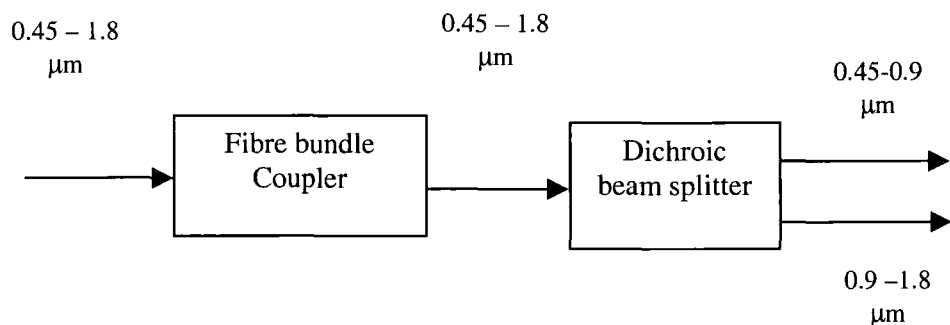 0.45 – 1.8
μm
Fibre bundle
Coupler
0.45 – 1.8
μm
Dichroic
beam splitter
0.45-0.9
μm
0.9 –1.8
μm